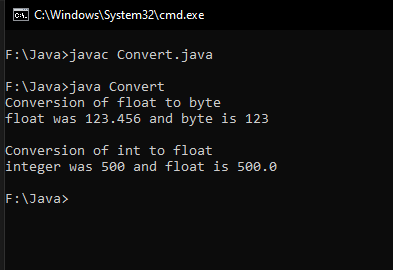 C:\Windows\System32\cmd.exe
F:\Java>javac Convert.java
F:\Java>java Convert
Conversion of float to byte
float was 123.456 and byte is 123
Conversion of int to float
integer was 500 and float is 500.0
F:\Java>